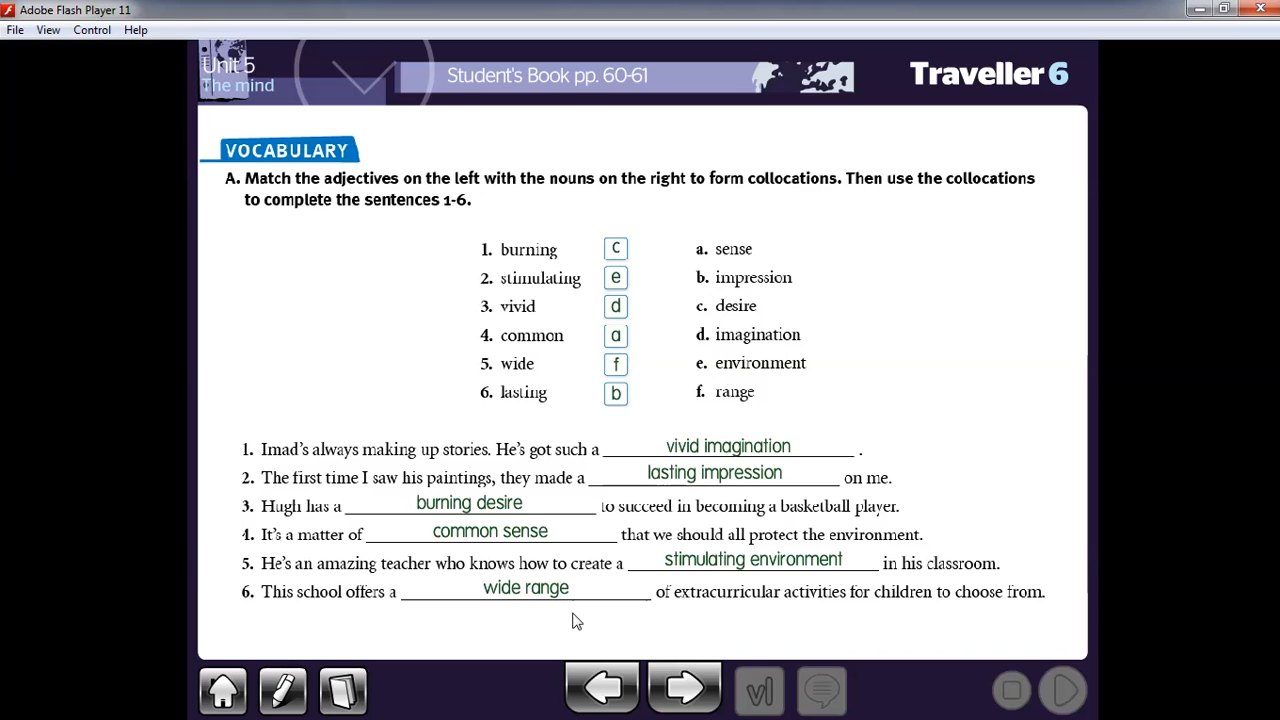 Adobe Flash Player 11
File View Control Help
Unit 5
The mind
Student's Book pp. 60-61
Traveller 6
VOCABULARY
A. Match the adjectives on the left with the nouns on the right to form collocations. Then use the collocations
to complete the sentences 1-6.
1. burning c a. sense
2. stimulating e b. impression
3. vivid d c. desire
4. common a d. imagination
5. wide f e. environment
6. lasting b f. range
1. Imad's always making up stories. He's got such a vivid imagination .
2. The first time I saw his paintings, they made a lasting impression on me.
3. Hugh has a burning desire to succeed in becoming a basketball player.
4. It's a matter of common sense that we should all protect the environment.
5. He's an amazing teacher who knows how to create a stimulating environment in his classroom.
6. This school offers a wide range of extracurricular activities for children to choose from.
vl